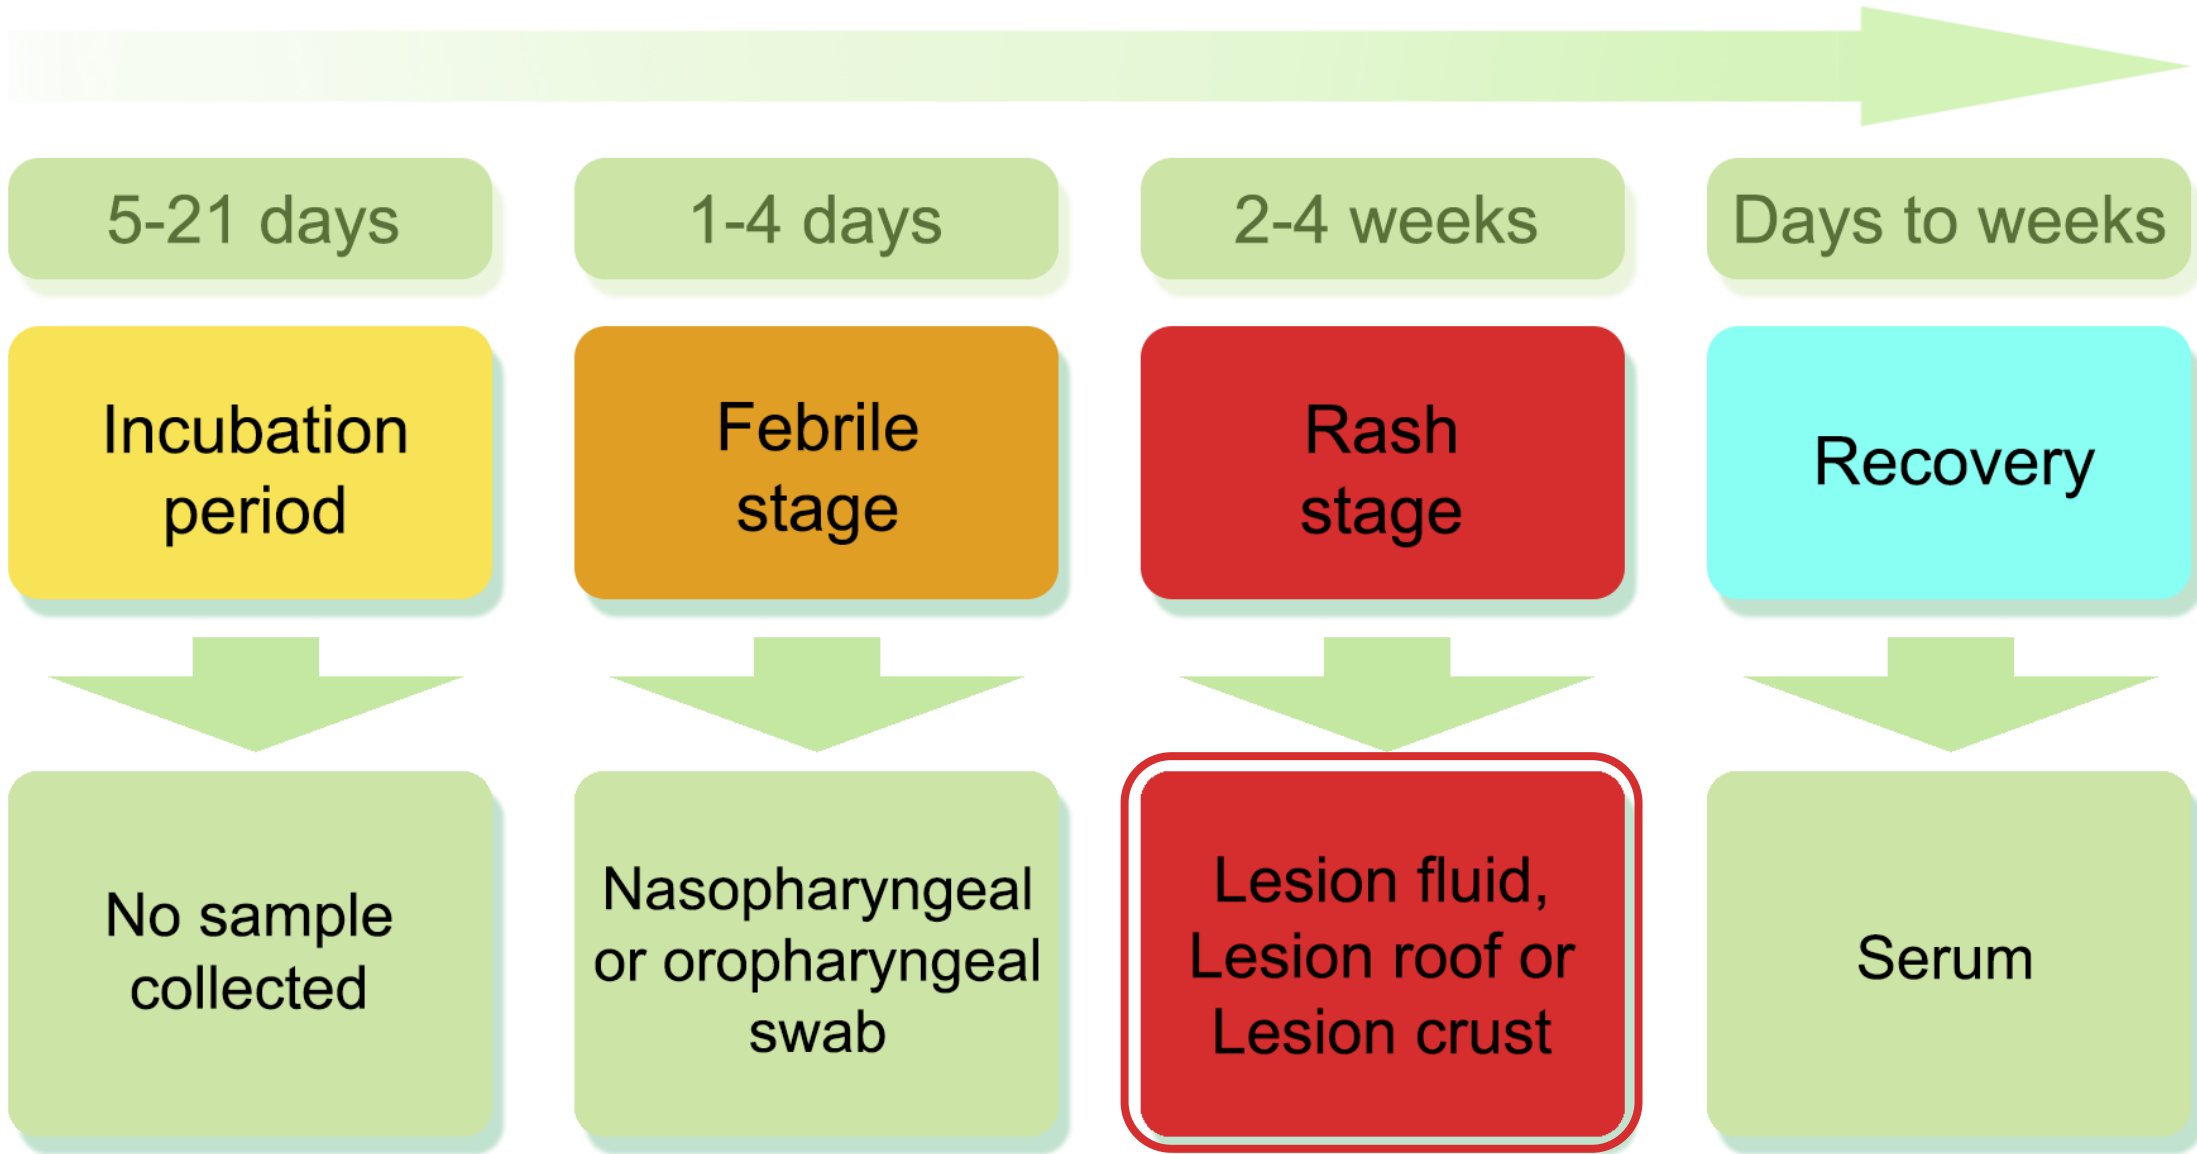 5-21 days
1-4 days
2-4 weeks
Days to weeks
Incubation
period
Febrile
stage
Rash
stage
Recovery
No sample
collected
Nasopharyngeal
or oropharyngeal
swab
Lesion fluid,
Lesion roof or
Lesion crust
Serum